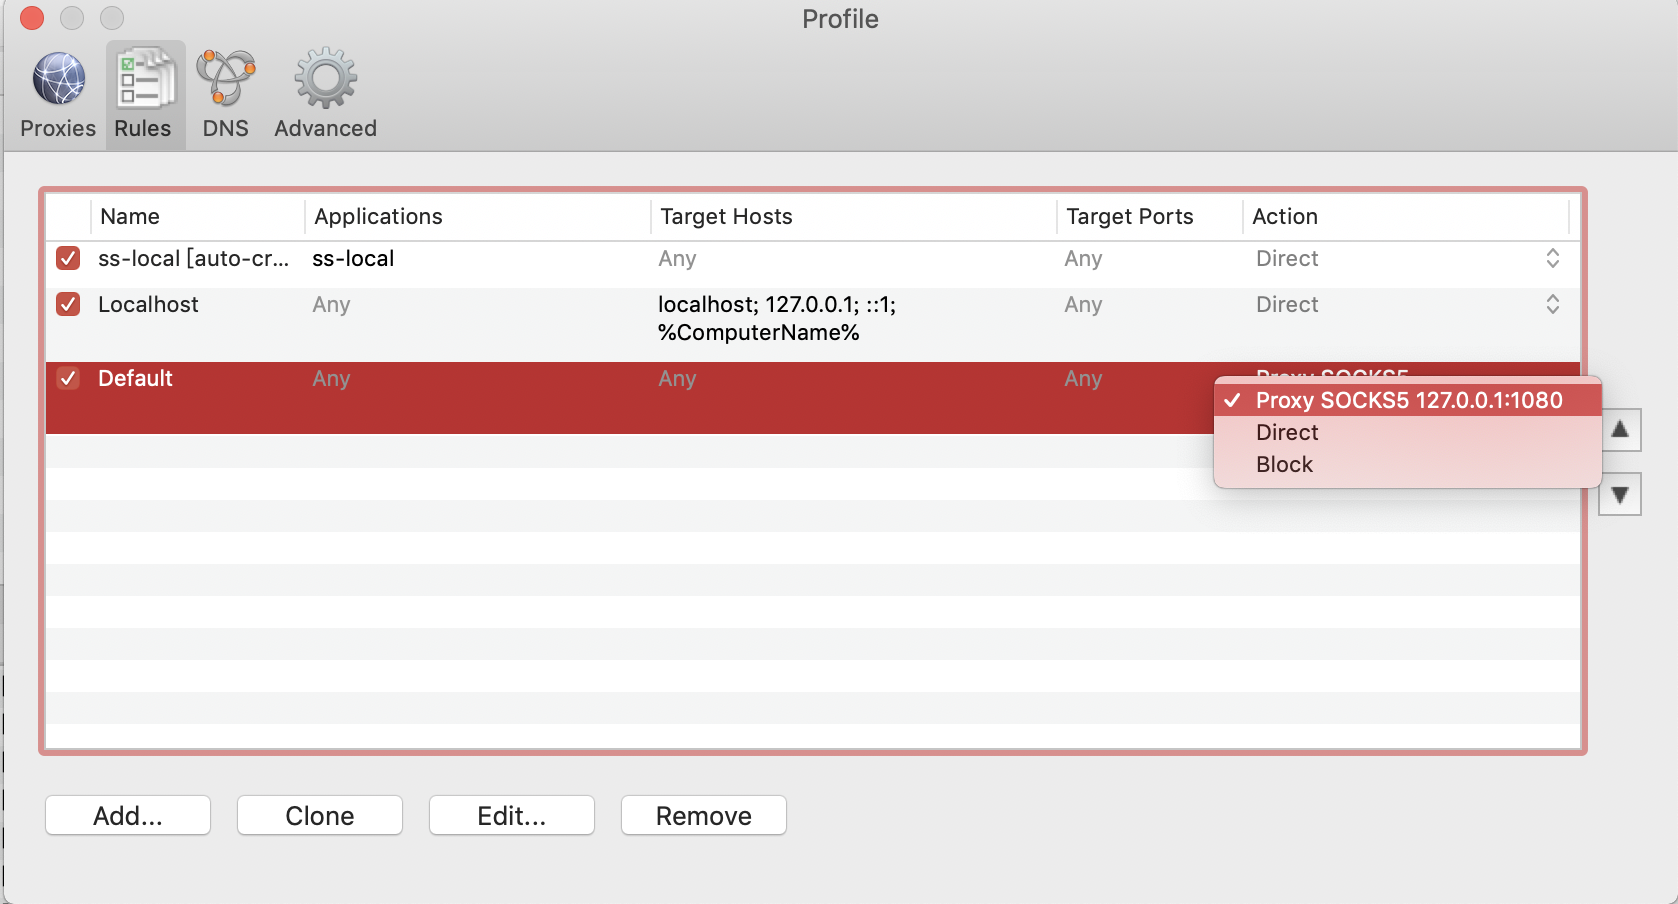 Profile
Proxies Rules DNS Advanced
Name Applications Target Hosts Target Ports Action
ss-local [auto-cr... ss-local Any Any Direct
Localhost Any localhost; 127.0.0.1; ::1; Any Direct
%ComputerName%
Default Any Any Any Proxy SOCKS5
Proxy SOCKS5 127.0.0.1:1080
Direct
Block
Add... Clone Edit... Remove